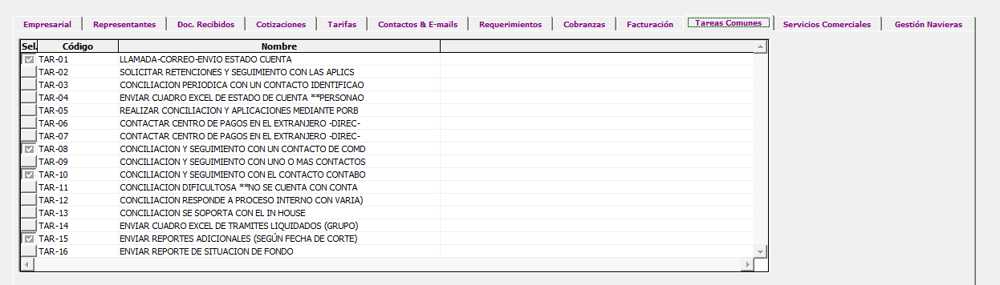 Empresarial Representantes Doc. Recibidos Cotizaciones Tarifas Contactos & E-mails Requerimientos Cobranzas Facturación Tareas Comunes Servicios Comerciales Gestión Navieras
Sel. Código Nombre
TAR-01 LLAMADA-CORREO-ENVIO ESTADO CUENTA
TAR-02 SOLICITAR RETENCIONES Y SEGUIMIENTO CON LAS APLICS
TAR-03 CONCILIACION PERIODICA CON UN CONTACTO IDENTIFICAO
TAR-04 ENVIAR CUADRO EXCEL DE ESTADO DE CUENTA **PERSONAO
TAR-05 REALIZAR CONCILIACION Y APLICACIONES MEDIANTE PORB
TAR-06 CONTACTAR CENTRO DE PAGOS EN EL EXTRANJERO -DIREC-
TAR-07 CONTACTAR CENTRO DE PAGOS EN EL EXTRANJERO -DIREC-
TAR-08 CONCILIACION Y SEGUIMIENTO CON UN CONTACTO DE COMD
TAR-09 CONCILIACION Y SEGUIMIENTO CON UNO O MAS CONTACTOS
TAR-10 CONCILIACION Y SEGUIMIENTO CON EL CONTACTO CONTABO
TAR-11 CONCILIACION DIFICULTOSA **NO SE CUENTA CON CONTA
TAR-12 CONCILIACION RESPONDE A PROCESO INTERNO CON VARIA)
TAR-13 CONCILIACION SE SOPORTA CON EL IN HOUSE
TAR-14 ENVIAR CUADRO EXCEL DE TRAMITES LIQUIDADOS (GRUPO)
TAR-15 ENVIAR REPORTES ADICIONALES (SEGÚN FECHA DE CORTE)
TAR-16 ENVIAR REPORTE DE SITUACION DE FONDO